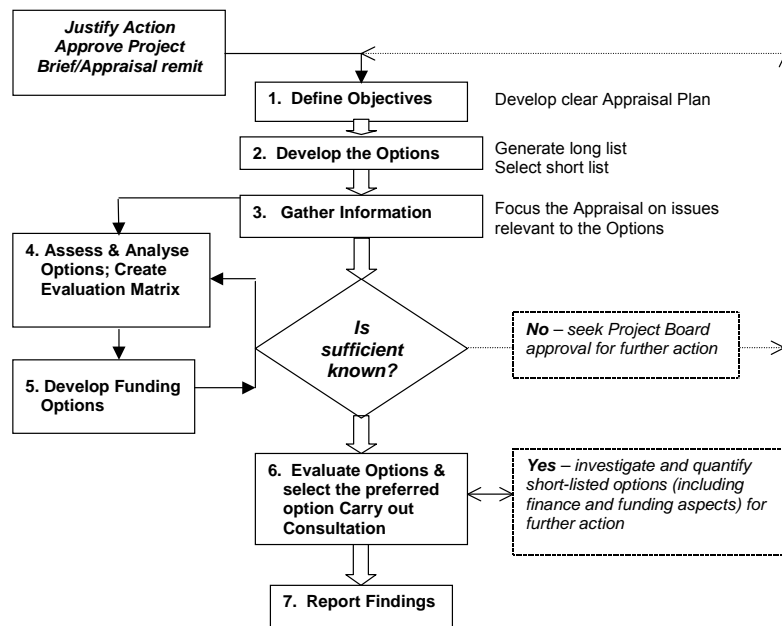 Justify Action
Approve Project
Brief/Appraisal remit
1. Define Objectives
Develop clear Appraisal Plan
2. Develop the Options
Generate long list
Select short list
3. Gather Information
Focus the Appraisal on issues
relevant to the Options
4. Assess & Analyse
Options; Create
Evaluation Matrix
Is
sufficient
known?
No – seek Project Board
approval for further action
5. Develop Funding
Options
6. Evaluate Options &
select the preferred
option Carry out
Consultation
Yes – investigate and quantify
short-listed options (including
finance and funding aspects) for
further action
7. Report Findings